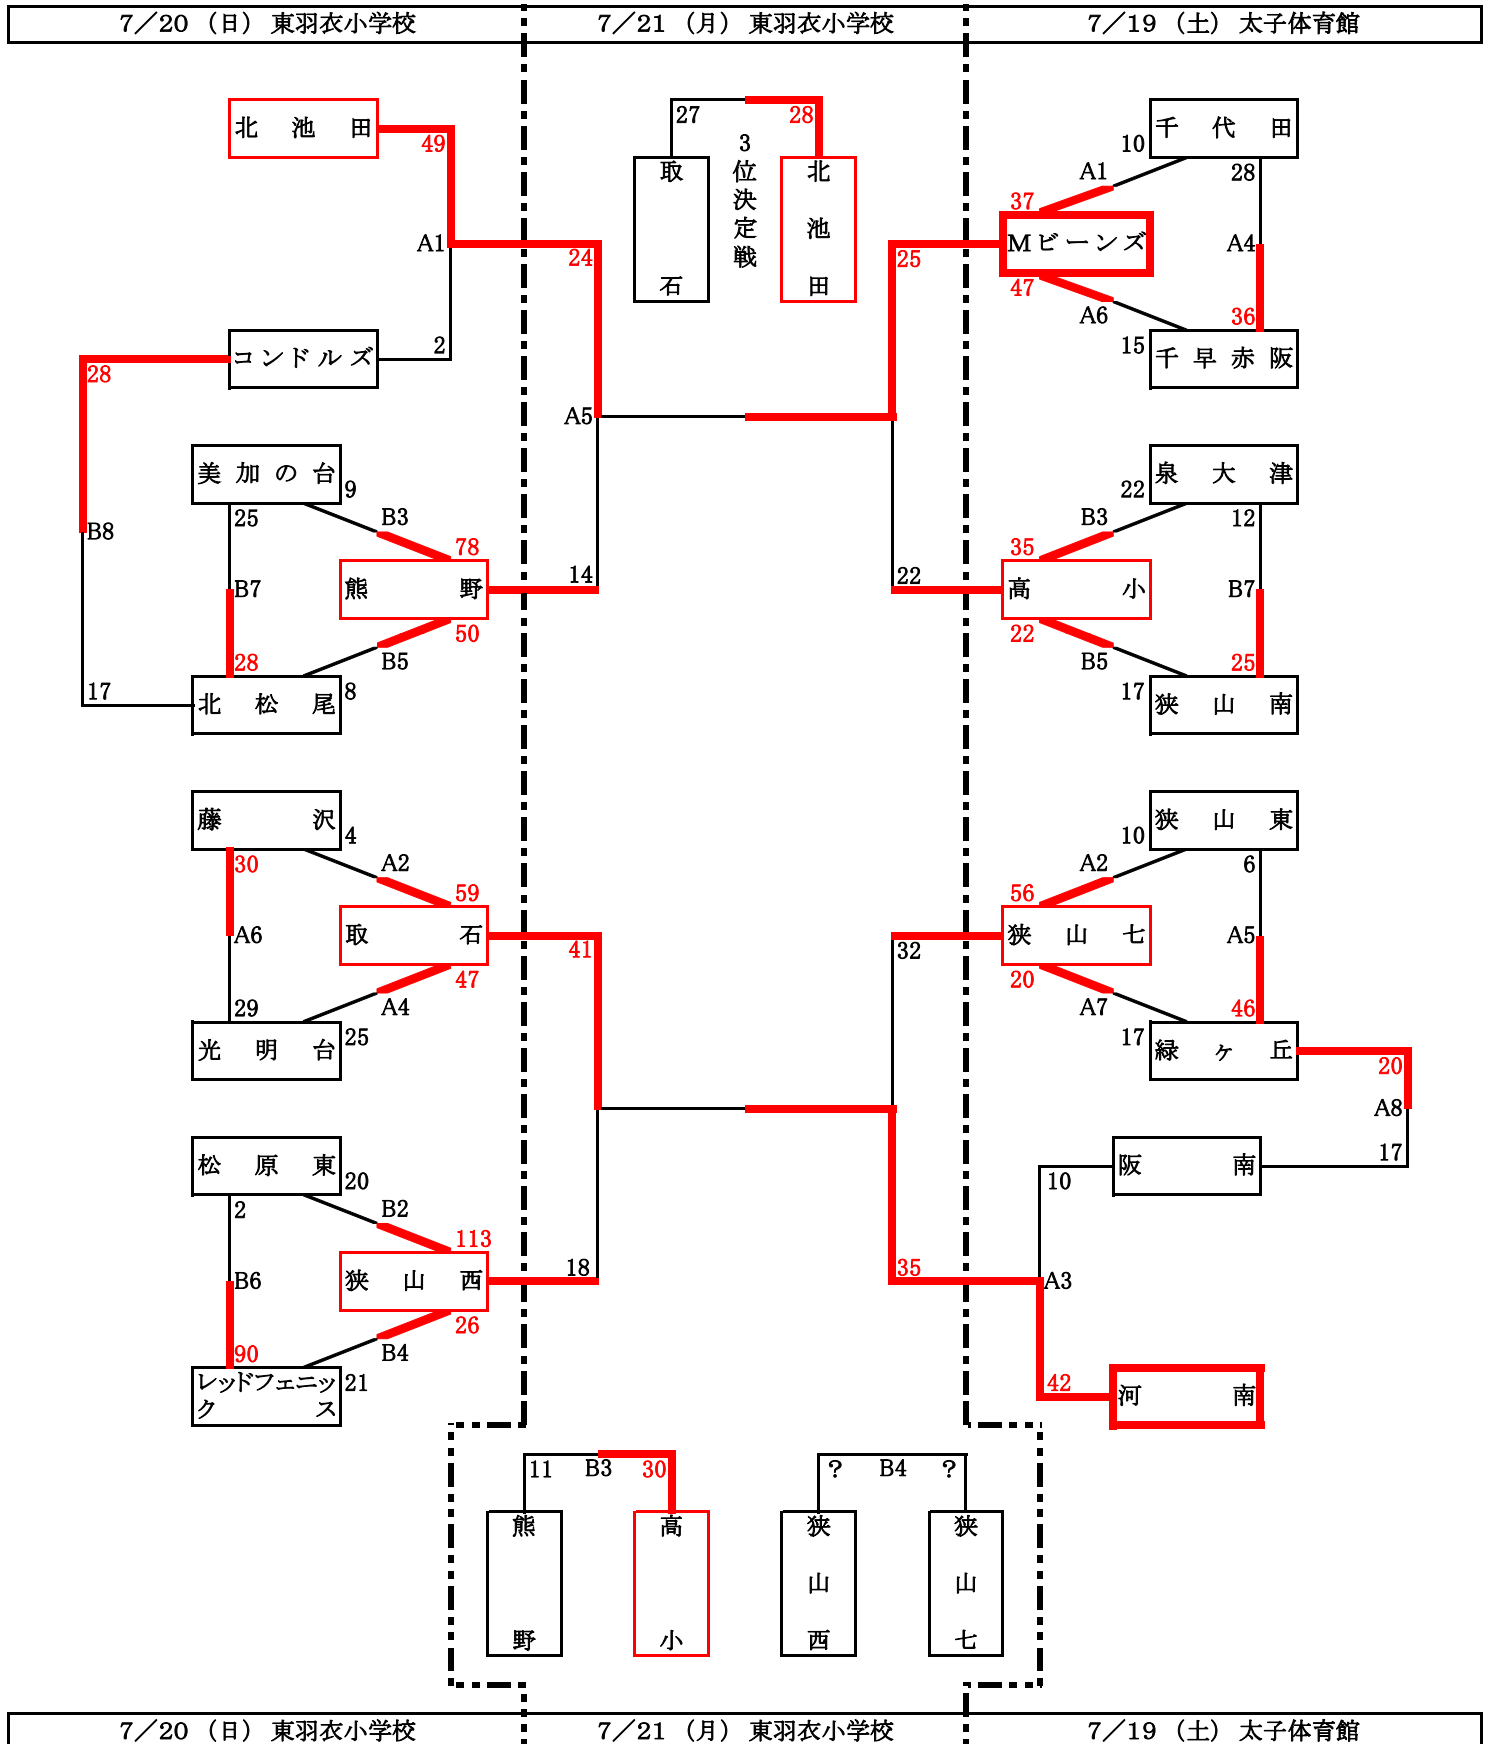 7／20（日）東羽衣小学校
7／21（月）東羽衣小学校
7／19（土）太子体育館
北池田
49
A1
2
コンドルズ
28
B8
17
美加の台
9
25
B3
78
B7
熊野
50
28
B5
北松尾
8
藤沢
4
30
A2
59
A6
取石
47
29
A4
光明台
25
松原東
20
2
B2
113
B6
狭山西
26
90
B4
レッドフェニックス
21
24
A5
14
41
18
27
28
3位決定戦
取石
北池田
25
22
32
35
千代田
10
28
A1
37
Mビーンズ
A4
47
A6
36
15
千早赤阪
泉大津
22
12
B3
35
高小
B7
22
B5
25
17
狭山南
狭山東
10
6
A2
56
狭山七
A5
20
A7
46
17
緑ヶ丘
20
A8
17
阪南
10
A3
42
河南
11
B3
30
熊野
高小
?
B4
?
狭山西
狭山七
7／20（日）東羽衣小学校
7／21（月）東羽衣小学校
7／19（土）太子体育館